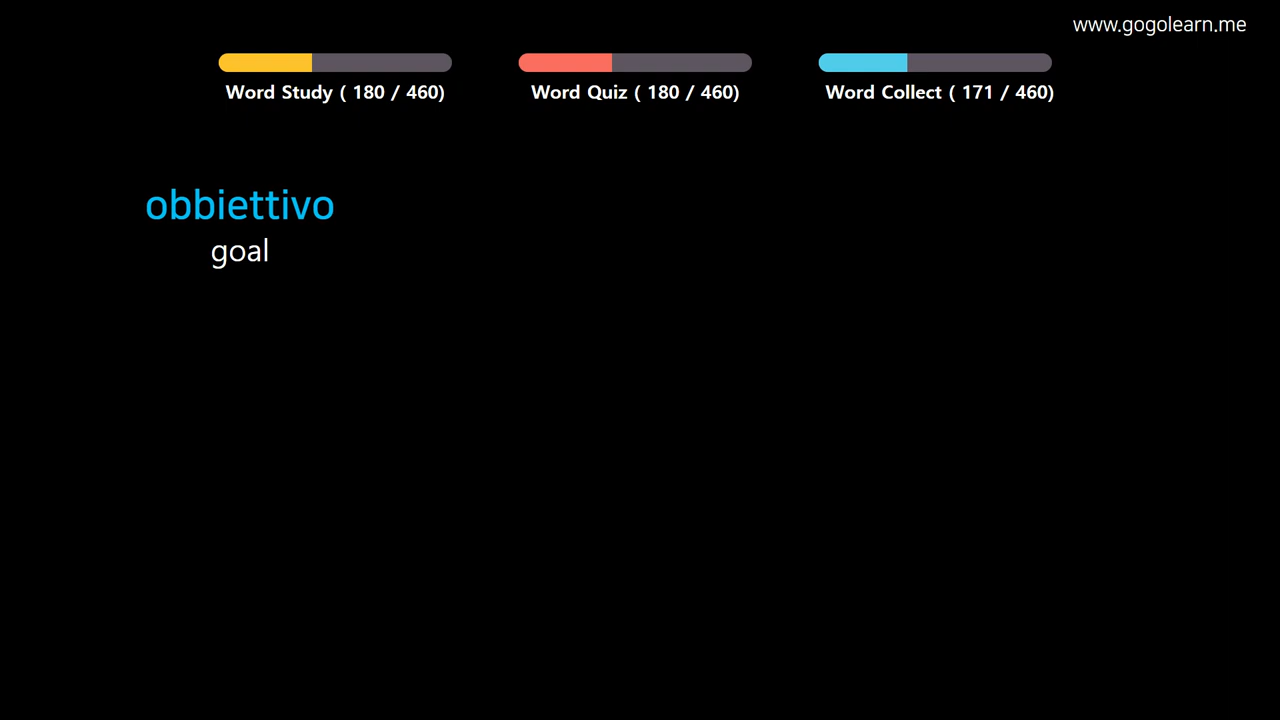 www.gogolearn.me
Word Study ( 180 / 460)
Word Quiz ( 180 / 460)
Word Collect ( 171 / 460)
obbiettivo
goal